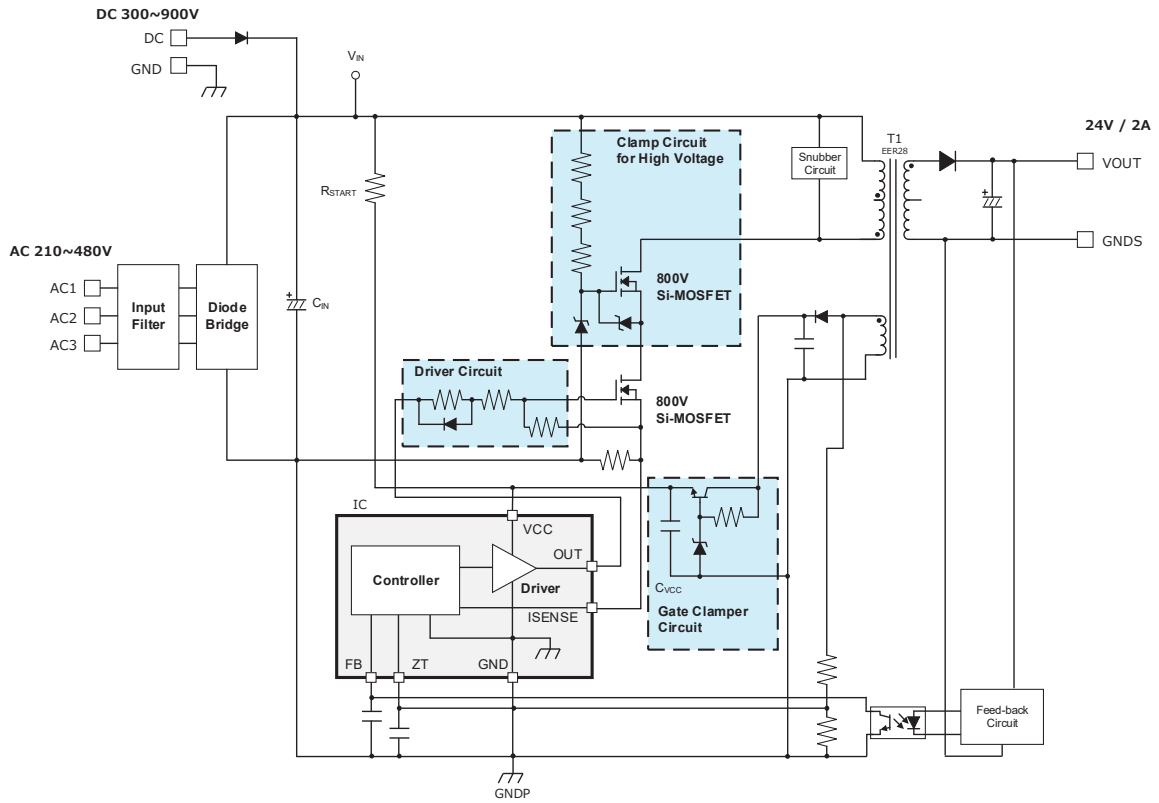 DC 300~900V
DC
GND
VIN
Clamp Circuit
for High Voltage
Snubber
Circuit
T1
EER28
24V / 2A
VOUT
GNDS
RSTART
AC 210~480V
AC1
AC2
AC3
Input
Filter
Diode
Bridge
CIN
800V
Si-MOSFET
Driver Circuit
800V
Si-MOSFET
IC
VCC
OUT
Controller
Driver
ISENSE
FB
ZT
GND
CVCC
Gate Clamper
Circuit
Feed-back
Circuit
GNDP